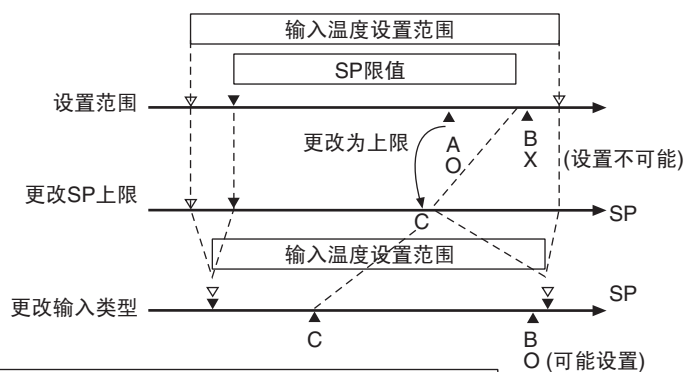 输入温度设置范围
SP限值
设置范围
更改为上限
A
O
B
X
(设置不可能)
更改SP上限
C
SP
输入温度设置范围
更改输入类型
SP
C
B
O (可能设置)